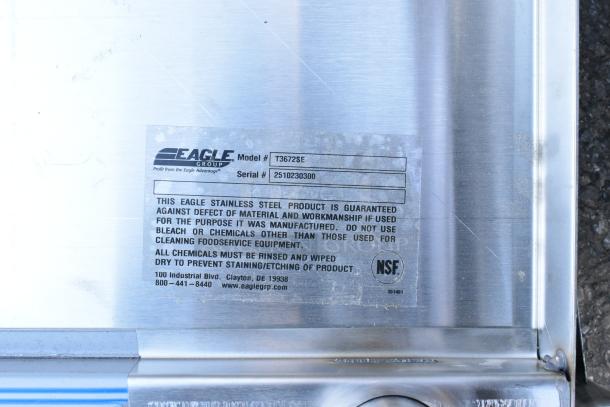 EAGLE
GROUP
Profit from the Eagle Advantage®
Model # T3672SE
Serial # 2510230300
THIS EAGLE STAINLESS STEEL PRODUCT IS GUARANTEED
AGAINST DEFECT OF MATERIAL AND WORKMANSHIP IF USED
FOR THE PURPOSE IT WAS MANUFACTURED. DO NOT USE
BLEACH OR CHEMICALS OTHER THAN THOSE USED FOR
CLEANING FOODSERVICE EQUIPMENT.
ALL CHEMICALS MUST BE RINSED AND WIPED
DRY TO PREVENT STAINING/ETCHING OF PRODUCT
100 Industrial Blvd. Clayton, DE 19938
800-441-8440 www.eaglegrp.com
NSF